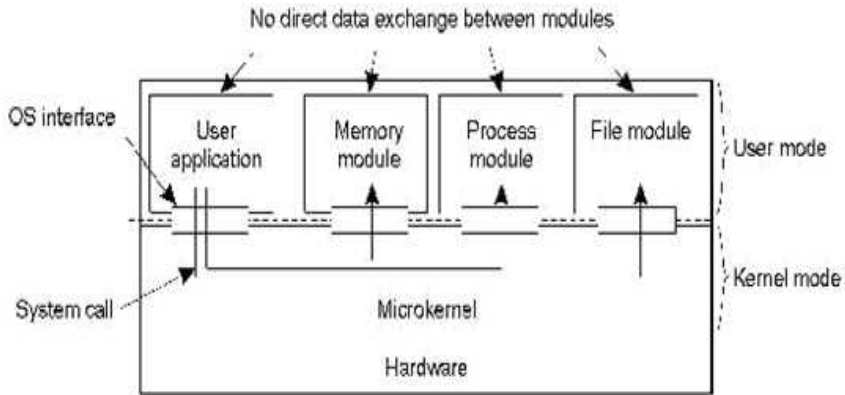 No direct data exchange between modules
OS interface
User
application
Memory
module
Process
module
File module
User mode
Kernel mode
System call
Microkernel
Hardware